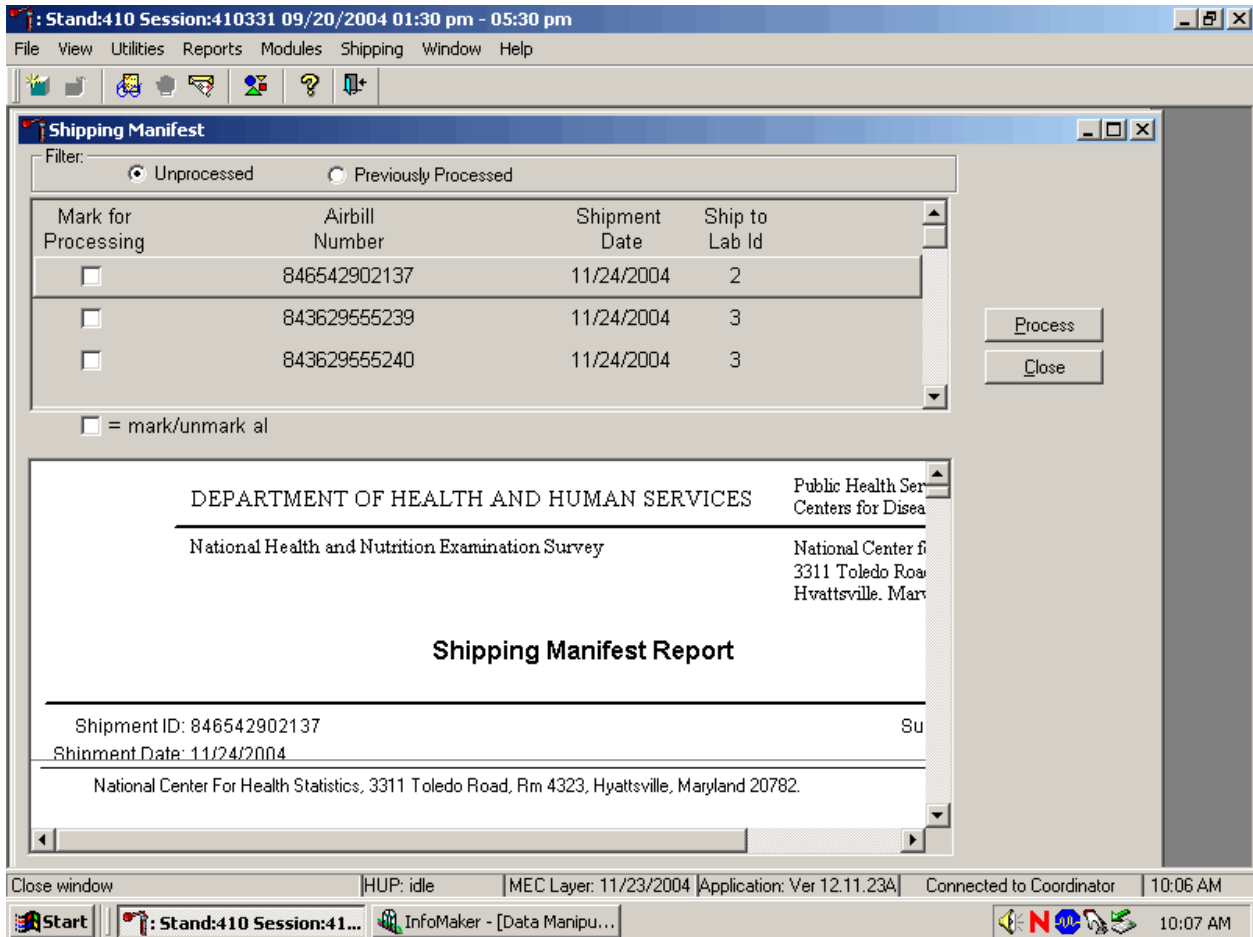 : Stand:410 Session:410331 09/20/2004 01:30 pm - 05:30 pm
File View Utilities Reports Modules Shipping Window Help
Shipping Manifest
Filter:
Unprocessed Previously Processed
Mark for Processing Airbill Number Shipment Date Ship to Lab Id
846542902137 11/24/2004 2
843629555239 11/24/2004 3
843629555240 11/24/2004 3
Process
Close
= mark/unmark al
DEPARTMENT OF HEALTH AND HUMAN SERVICES
Public Health Ser
Centers for Disea
National Health and Nutrition Examination Survey
National Center f
3311 Toledo Roa
Hyattsville, Mary
Shipping Manifest Report
Shipment ID: 846542902137 Su
Shipment Date: 11/24/2004
National Center For Health Statistics, 3311 Toledo Road, Rm 4323, Hyattsville, Maryland 20782.
Close window HUP: idle MEC Layer: 11/23/2004 Application: Ver 12.11.23A Connected to Coordinator 10:06 AM
Start : Stand:410 Session:41... InfoMaker - [Data Manipu... N 10:07 AM